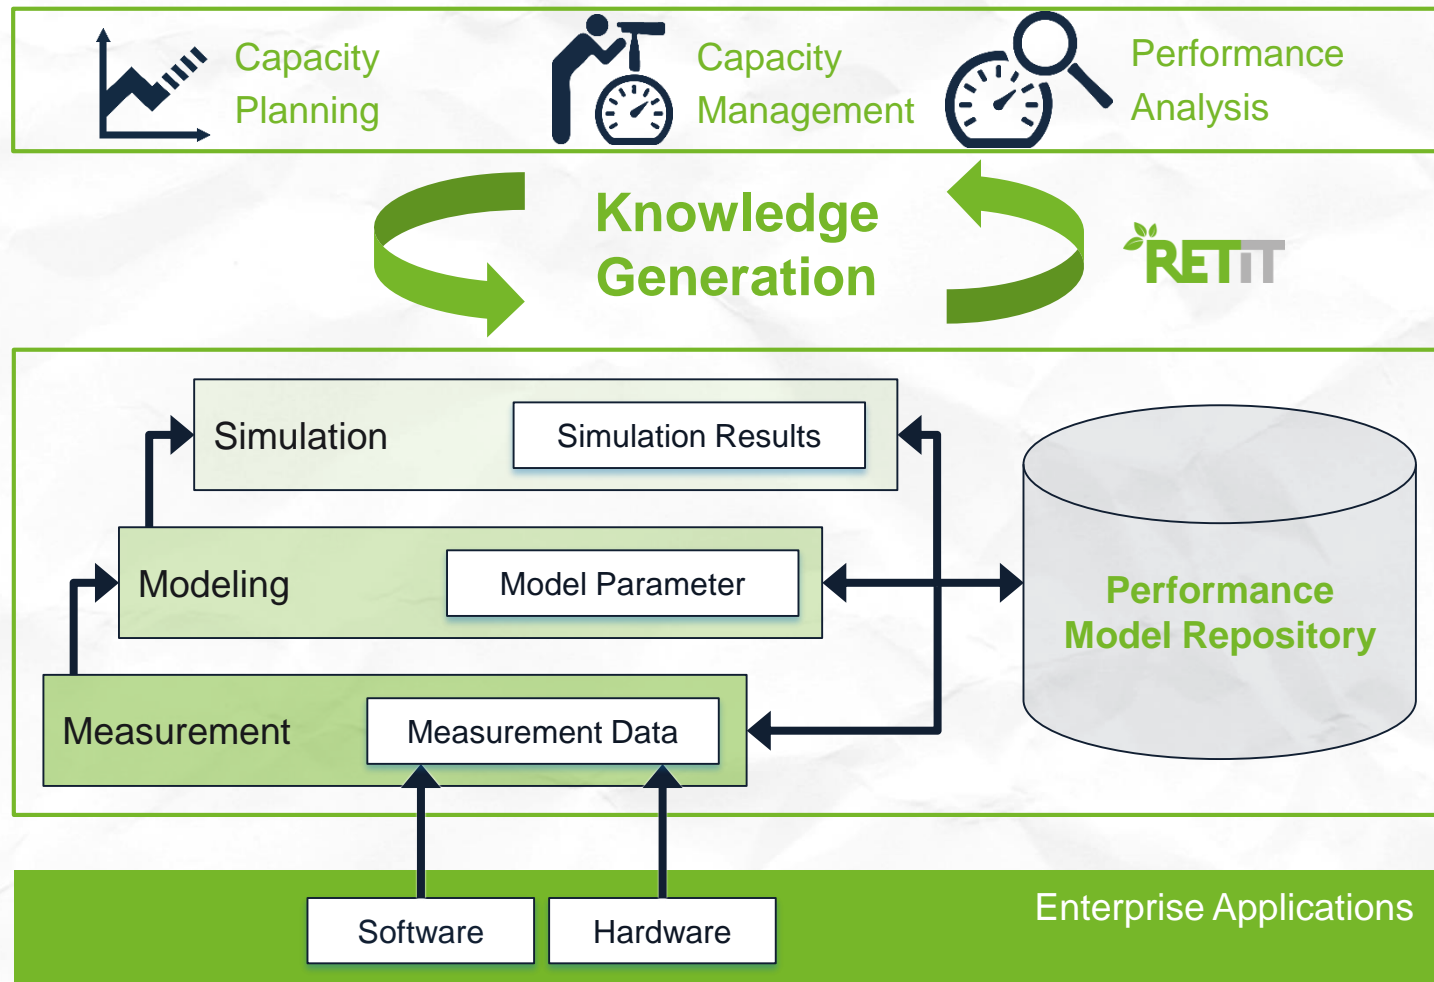 Capacity
Planning
Capacity
Management
Performance
Analysis
Knowledge
Generation
RETIT
Simulation
Simulation Results
Modeling
Model Parameter
Performance
Model Repository
Measurement
Measurement Data
Enterprise Applications
Software
Hardware